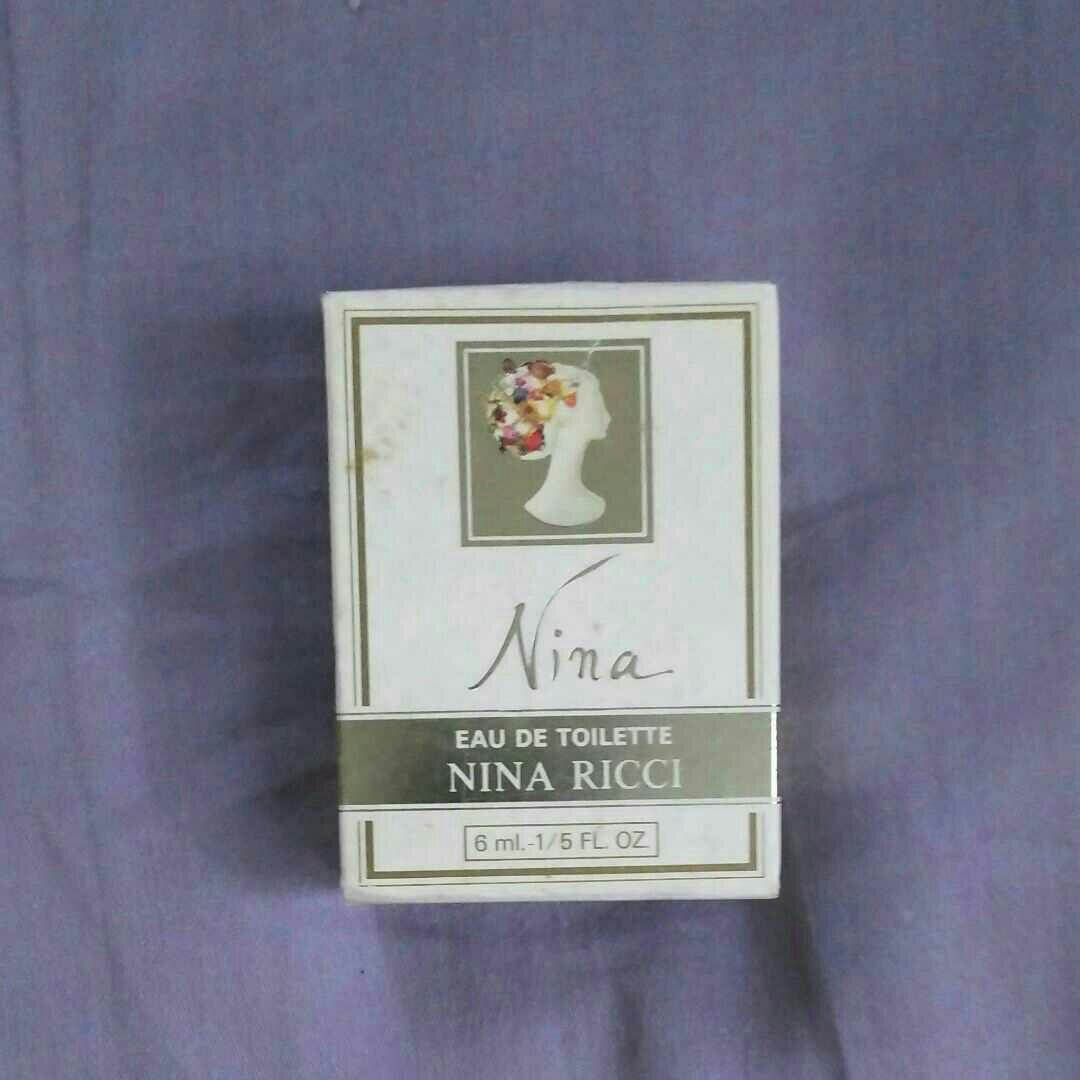 Nina
EAU DE TOILETTE
NINA RICCI
6 ml.-1/5 FL. OZ.